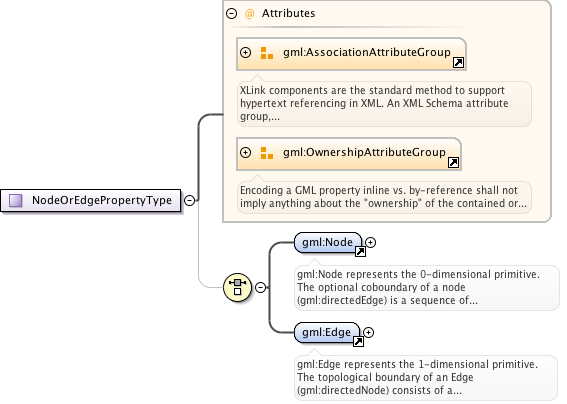 @ Attributes
gml:AssociationAttributeGroup
XLink components are the standard method to support
hypertext referencing in XML. An XML Schema attribute
group,...
gml:OwnershipAttributeGroup
Encoding a GML property inline vs. by-reference shall not
imply anything about the "ownership" of the contained or...
NodeOrEdgePropertyType
gml:Node
gml:Node represents the 0-dimensional primitive.
The optional coboundary of a node
(gml:directedEdge) is a sequence of...
gml:Edge
gml:Edge represents the 1-dimensional primitive.
The topological boundary of an Edge
(gml:directedNode) consists of a...